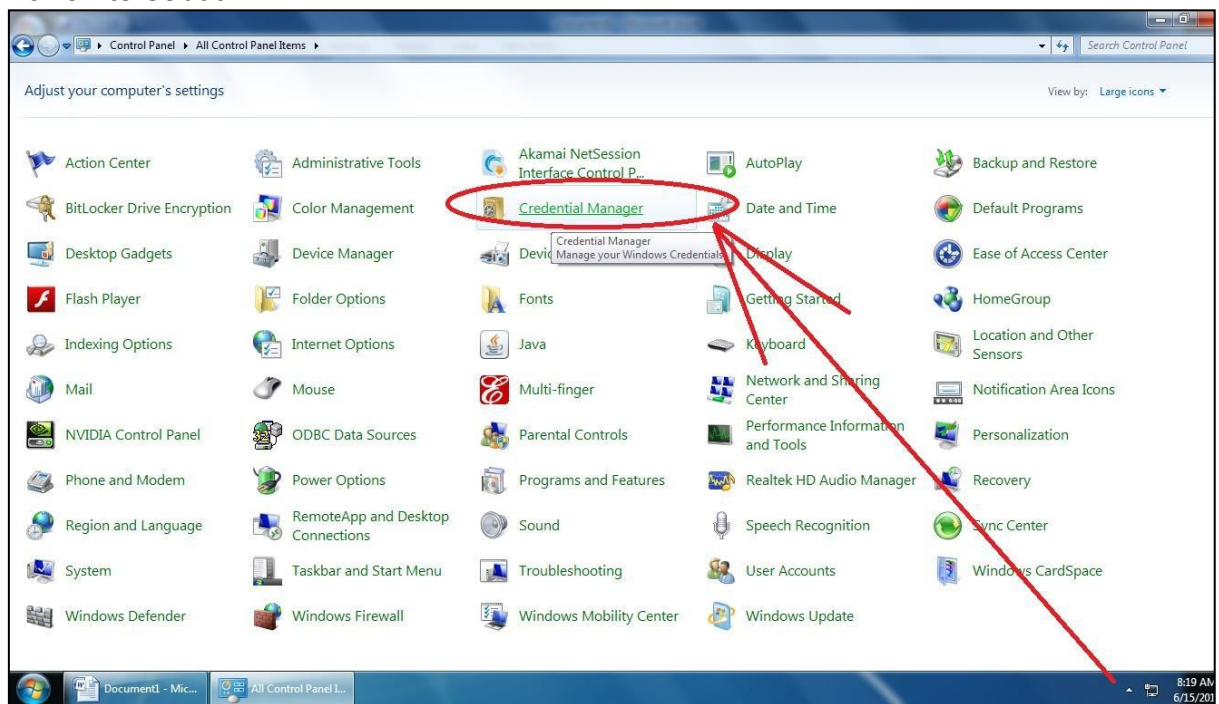 Control Panel ▸ All Control Panel Items ▸
Search Control Panel
Adjust your computer's settings
View by: Large icons
Action Center
Administrative Tools
Akamai NetSession
Interface Control P...
AutoPlay
Backup and Restore
BitLocker Drive Encryption
Color Management
Credential Manager
Date and Time
Default Programs
Credential Manager
Manage your Windows Credentials
Desktop Gadgets
Device Manager
Devic
Display
Ease of Access Center
Flash Player
Folder Options
Fonts
Getting Started
HomeGroup
Indexing Options
Internet Options
Java
Keyboard
Location and Other
Sensors
Mail
Mouse
Multi-finger
Network and Sharing
Center
Notification Area Icons
NVIDIA Control Panel
ODBC Data Sources
Parental Controls
Performance Information
and Tools
Personalization
Phone and Modem
Power Options
Programs and Features
Realtek HD Audio Manager
Recovery
Region and Language
RemoteApp and Desktop
Connections
Sound
Speech Recognition
Sync Center
System
Taskbar and Start Menu
Troubleshooting
User Accounts
Windows CardSpace
Windows Defender
Windows Firewall
Windows Mobility Center
Windows Update
Document1 - Mic...
All Control Panel I...
8:19 AM
6/15/201